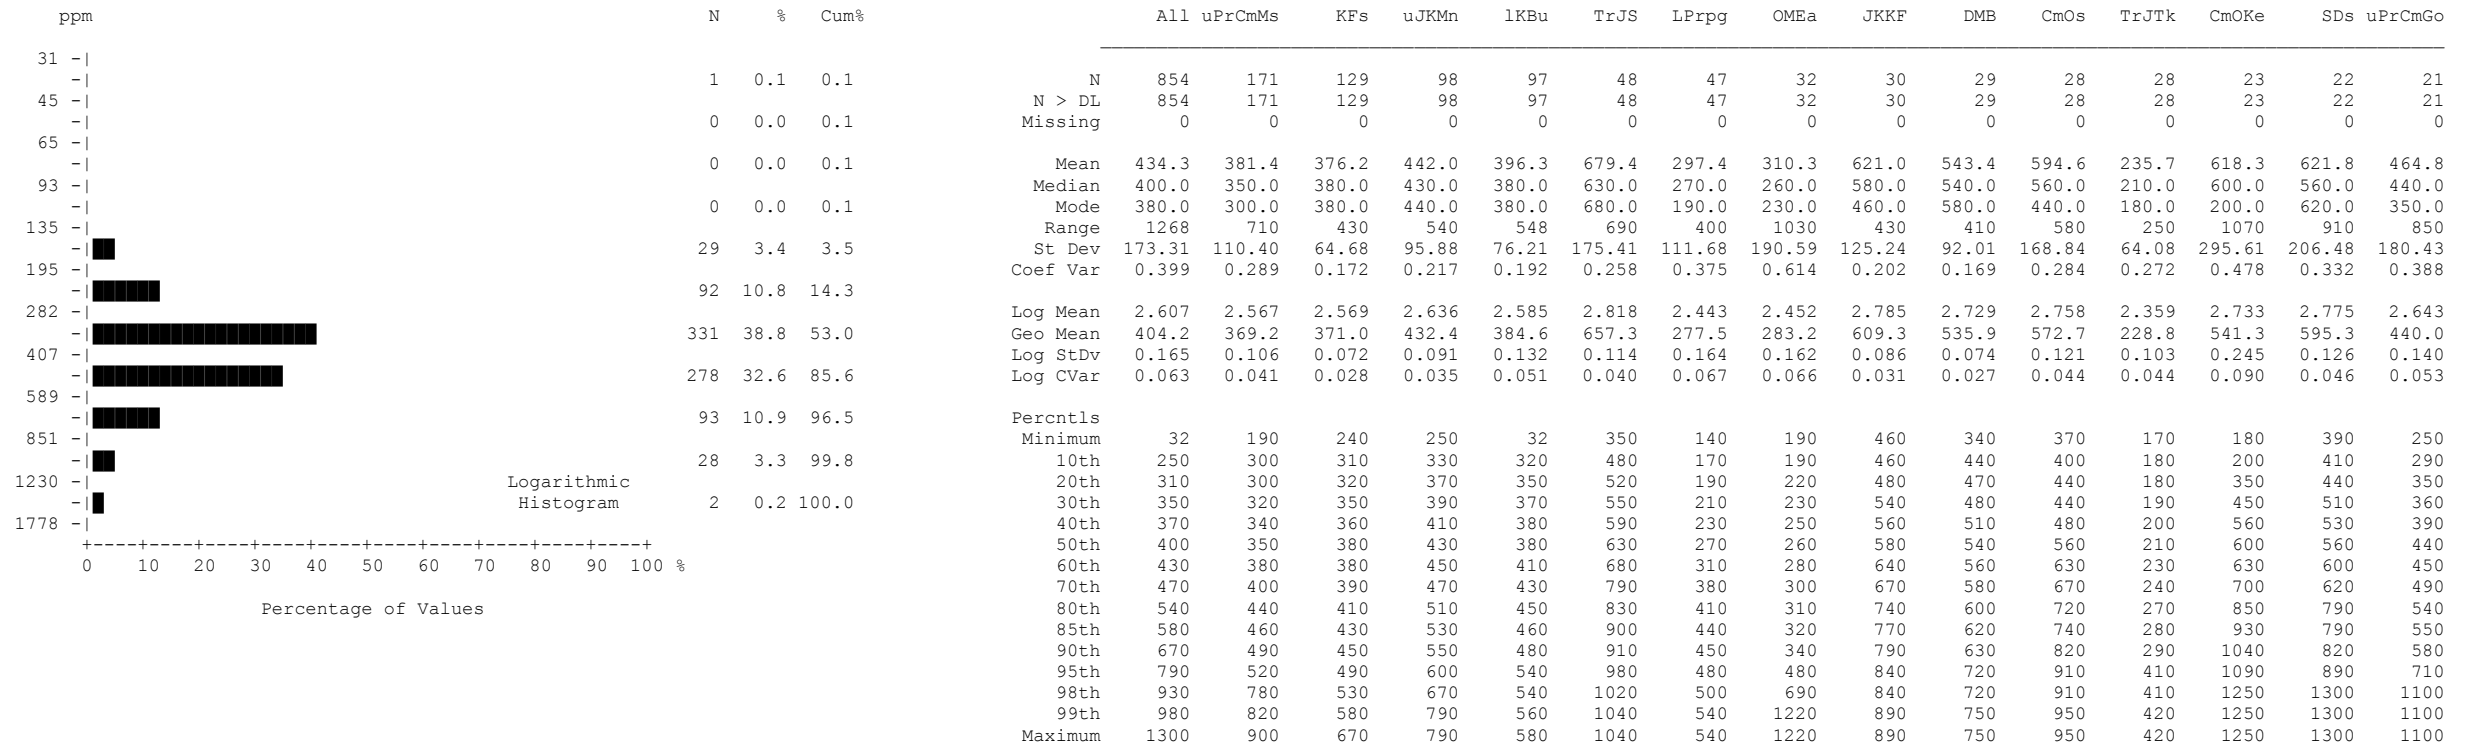 ppm N % Cum% All uPrCmMs KFs uJKMn lKBu TrJS LPrpg OMEa JKKF DMB CmOs TrJTk CmOKe SDs uPrCmGo
31 -|
-| 1 0.1 0.1 N 854 171 129 98 97 48 47 32 30 29 28 28 23 22 21
45 -| N > DL 854 171 129 98 97 48 47 32 30 29 28 28 23 22 21
-| 0 0.0 0.1 Missing 0 0 0 0 0 0 0 0 0 0 0 0 0 0 0
65 -|
-| 0 0.0 0.1 Mean 434.3 381.4 376.2 442.0 396.3 679.4 297.4 310.3 621.0 543.4 594.6 235.7 618.3 621.8 464.8
93 -| Median 400.0 350.0 380.0 430.0 380.0 630.0 270.0 260.0 580.0 540.0 560.0 210.0 600.0 560.0 440.0
-| 0 0.0 0.1 Mode 380.0 300.0 380.0 440.0 380.0 680.0 190.0 230.0 460.0 580.0 440.0 180.0 200.0 620.0 350.0
135 -| Range 1268 710 430 540 548 690 400 1030 430 410 580 250 1070 910 850
-| 29 3.4 3.5 St Dev 173.31 110.40 64.68 95.88 76.21 175.41 111.68 190.59 125.24 92.01 168.84 64.08 295.61 206.48 180.43
195 -| Coef Var 0.399 0.289 0.172 0.217 0.192 0.258 0.375 0.614 0.202 0.169 0.284 0.272 0.478 0.332 0.388
-| 92 10.8 14.3
282 -| Log Mean 2.607 2.567 2.569 2.636 2.585 2.818 2.443 2.452 2.785 2.729 2.758 2.359 2.733 2.775 2.643
-| 331 38.8 53.0 Geo Mean 404.2 369.2 371.0 432.4 384.6 657.3 277.5 283.2 609.3 535.9 572.7 228.8 541.3 595.3 440.0
407 -| Log StDv 0.165 0.106 0.072 0.091 0.132 0.114 0.164 0.162 0.086 0.074 0.121 0.103 0.245 0.126 0.140
-| 278 32.6 85.6 Log CVar 0.063 0.041 0.028 0.035 0.051 0.040 0.067 0.066 0.031 0.027 0.044 0.044 0.090 0.046 0.053
589 -|
-| 93 10.9 96.5 Percntls
851 -| Minimum 32 190 240 250 32 350 140 190 460 340 370 170 180 390 250
-| 28 3.3 99.8 10th 250 300 310 330 320 480 170 190 460 440 400 180 200 410 290
1230 -| Logarithmic 20th 310 300 320 370 350 520 190 220 480 470 440 180 350 440 350
-| Histogram 2 0.2 100.0 30th 350 320 350 390 370 550 210 230 540 480 440 190 450 510 360
1778 -| 40th 370 340 360 410 380 590 230 250 560 510 480 200 560 530 390
+----+----+----+----+----+----+----+----+----+----+ 50th 400 350 380 430 380 630 270 260 580 540 560 210 600 560 440
0 10 20 30 40 50 60 70 80 90 100 % 60th 430 380 380 450 410 680 310 280 640 560 630 230 630 600 450
70th 470 400 390 470 430 790 380 300 670 580 670 240 700 620 490
Percentage of Values 80th 540 440 410 510 450 830 410 310 740 600 720 270 850 790 540
85th 580 460 430 530 460 900 440 320 770 620 740 280 930 790 550
90th 670 490 450 550 480 910 450 340 790 630 820 290 1040 820 580
95th 790 520 490 600 540 980 480 480 840 720 910 410 1090 890 710
98th 930 780 530 670 540 1020 500 690 840 720 910 410 1250 1300 1100
99th 980 820 580 790 560 1040 540 1220 890 750 950 420 1250 1300 1100
Maximum 1300 900 670 790 580 1040 540 1220 890 750 950 420 1250 1300 1100